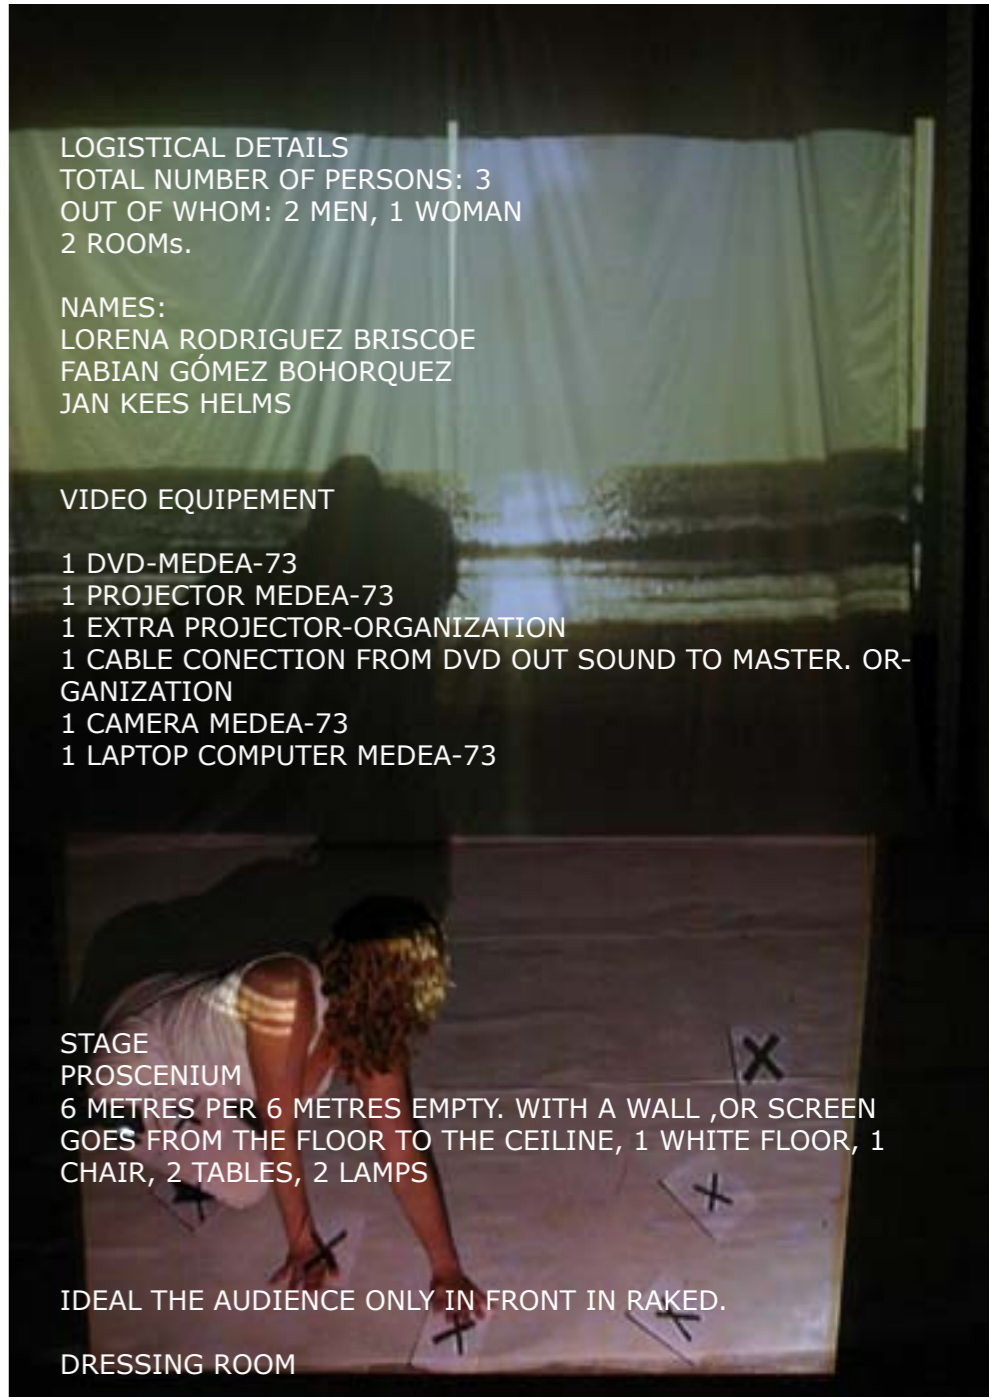 LOGISTICAL DETAILS
TOTAL NUMBER OF PERSONS: 3
OUT OF WHOM: 2 MEN, 1 WOMAN
2 ROOMs.
NAMES:
LORENA RODRIGUEZ BRISCOE
FABIAN GÓMEZ BOHORQUEZ
JAN KEES HELMS
VIDEO EQUIPEMENT
1 DVD-MEDEA-73
1 PROJECTOR MEDEA-73
1 EXTRA PROJECTOR-ORGANIZATION
1 CABLE CONECTION FROM DVD OUT SOUND TO MASTER. OR-
GANIZATION
1 CAMERA MEDEA-73
1 LAPTOP COMPUTER MEDEA-73
STAGE
PROSCENIUM
6 METRES PER 6 METRES EMPTY. WITH A WALL ,OR SCREEN
GOES FROM THE FLOOR TO THE CEILINE, 1 WHITE FLOOR, 1
CHAIR, 2 TABLES, 2 LAMPS
IDEAL THE AUDIENCE ONLY IN FRONT IN RAKED.
DRESSING ROOM